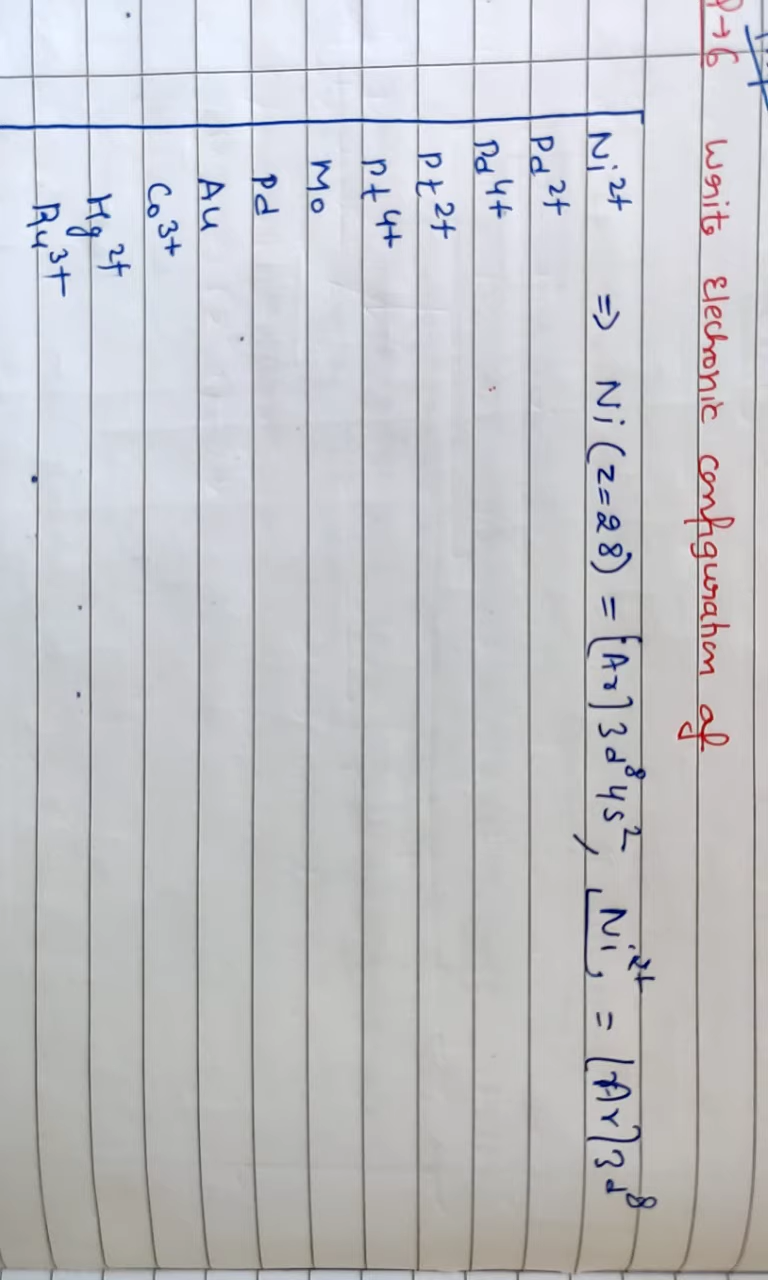 P→6 Write Electronic configuration of
Ni²⁺ ⇒ Ni (z=28) = [Ar] 3d⁸ 4s², Ni²⁺ = [Ar] 3d⁸
Pd²⁺
Pd⁴⁺
Pt²⁺
Pt⁴⁺
Mo
Pd
Au
Co³⁺
Hg²⁺
Ru³⁺